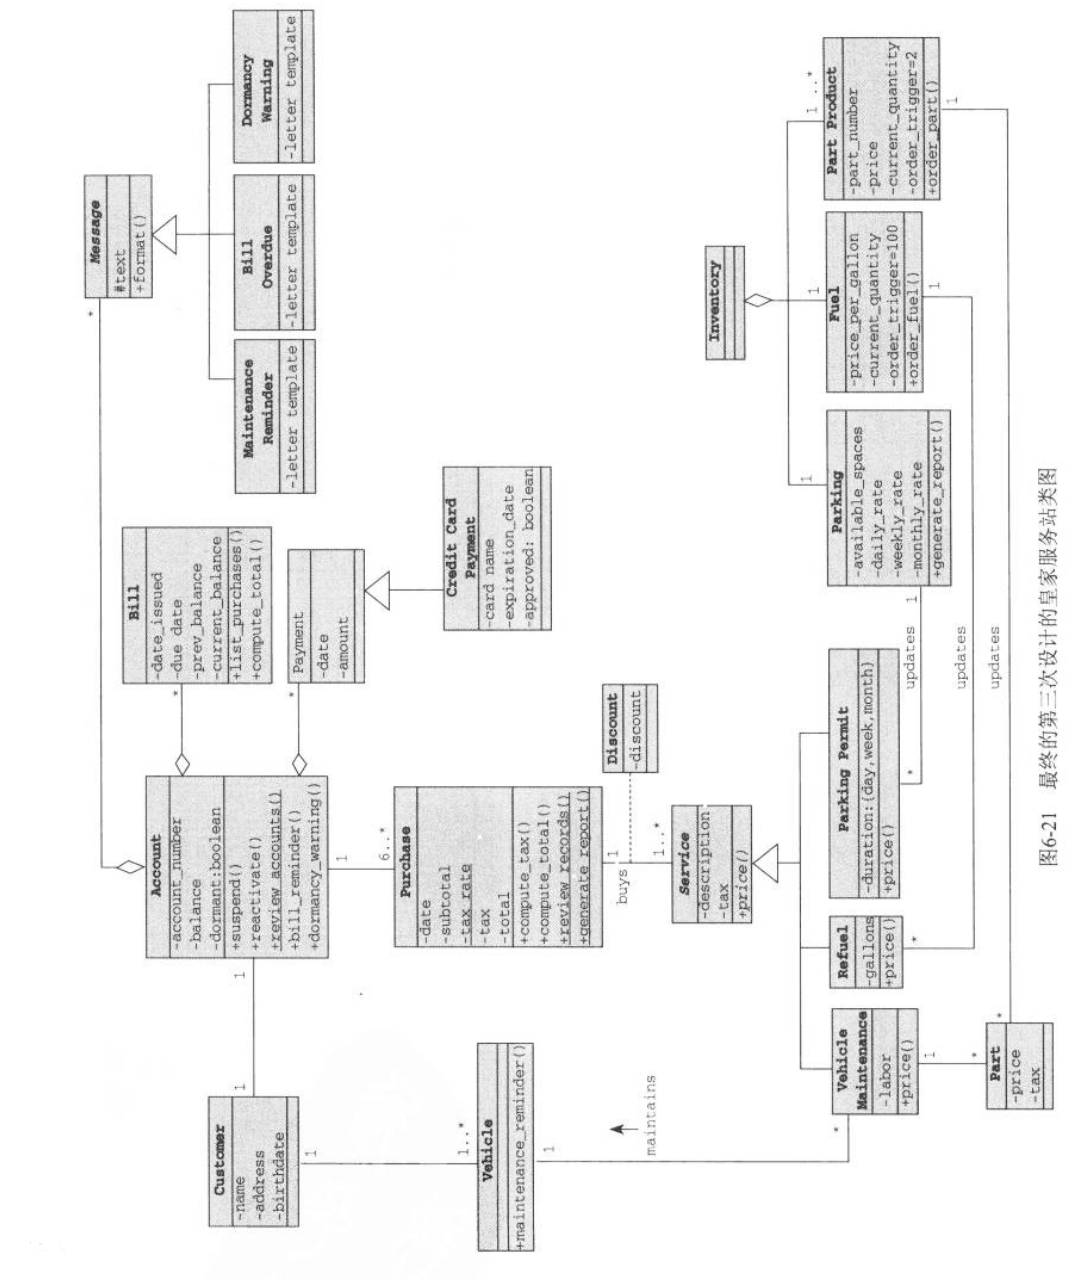 Message
#text
+format()
*
Dormancy
Warning
-letter template
Bill
Overdue
-letter template
Maintenance
Reminder
-letter template
Bill
-date_issued
-due date
-prev_balance
-current_balance
+list_purchases()
+compute_total()
*
Payment
-date
-amount
*
Credit Card
Payment
-card name
-expiration_date
-approved: boolean
Account
-account_number
-balance
-dormant:boolean
+suspend()
+reactivate()
+review accounts()
+bill_reminder()
+dormancy_warning()
1
1
Customer
-name
-address
-birthdate
1
1..*
Vehicle
+maintenance_reminder()
1
maintains
*
1
6..*
Purchase
-date
-subtotal
-tax_rate
-tax
-total
+compute_tax()
+compute_total()
+review records()
+generate report()
1
buys
1..*
Discount
-discount
Service
-description
-tax
+price()
Vehicle
Maintenance
-labor
+price()
1
*
Part
-price
-tax
*
Refuel
-gallons
+price()
*
Parking Permit
-duration:(day,week,month)
+price()
*
updates
1
updates
1
updates
1
Inventory
1
Parking
-available_spaces
-daily_rate
-weekly_rate
-monthly_rate
+generate_report()
1
Fuel
-price_per_gallon
-current_quantity
-order_trigger=100
+order_fuel()
1..*
Part Product
-part_number
-price
-current_quantity
-order_trigger=2
+order_part()
图6-21 最终的第三次设计的皇家服务站类图